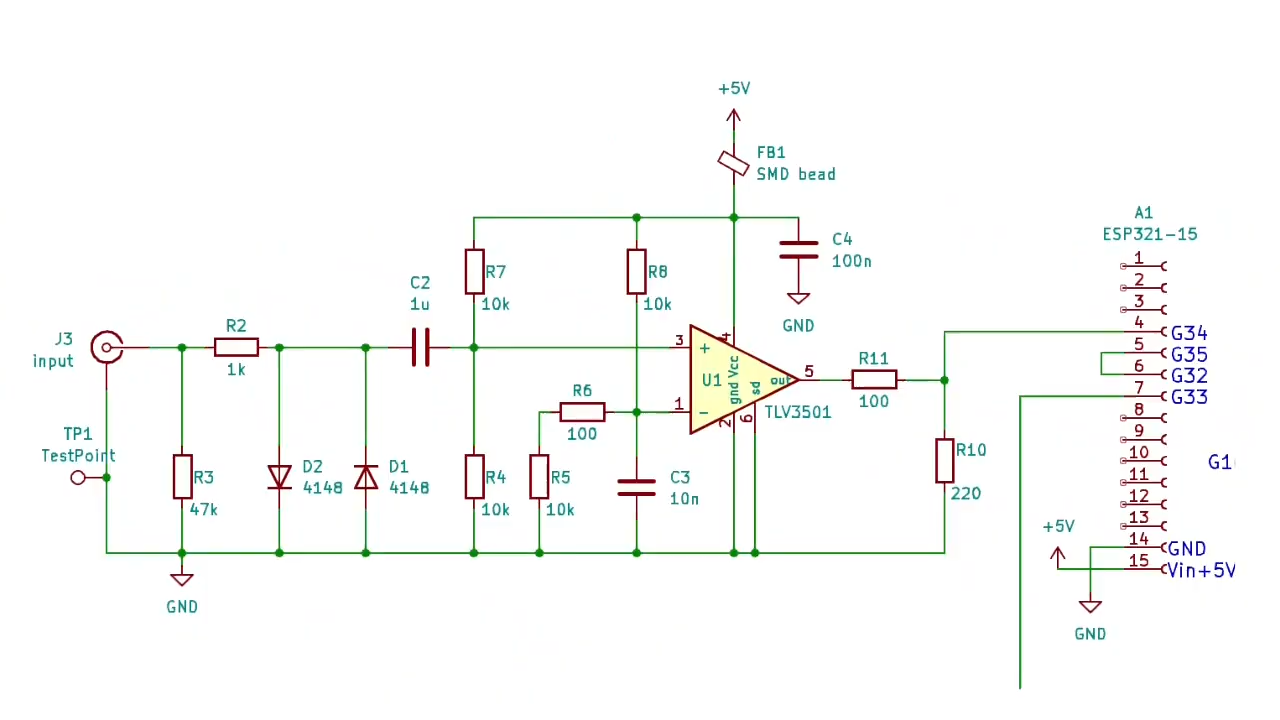 +5V
FB1
SMD bead
A1
ESP321-15
C4
100n
GND
R7
10k
R8
10k
C2
1u
J3
input
R2
1k
3
+
4
U1
gnd
Vcc
sd
out
5
TLV3501
1
-
2
6
R11
100
R6
100
TP1
TestPoint
R3
47k
D2
4148
D1
4148
R4
10k
R5
10k
C3
10n
R10
220
GND
1
2
3
4
G34
5
G35
6
G32
7
G33
8
9
10
G1
11
12
13
14
GND
15
Vin+5V
+5V
GND